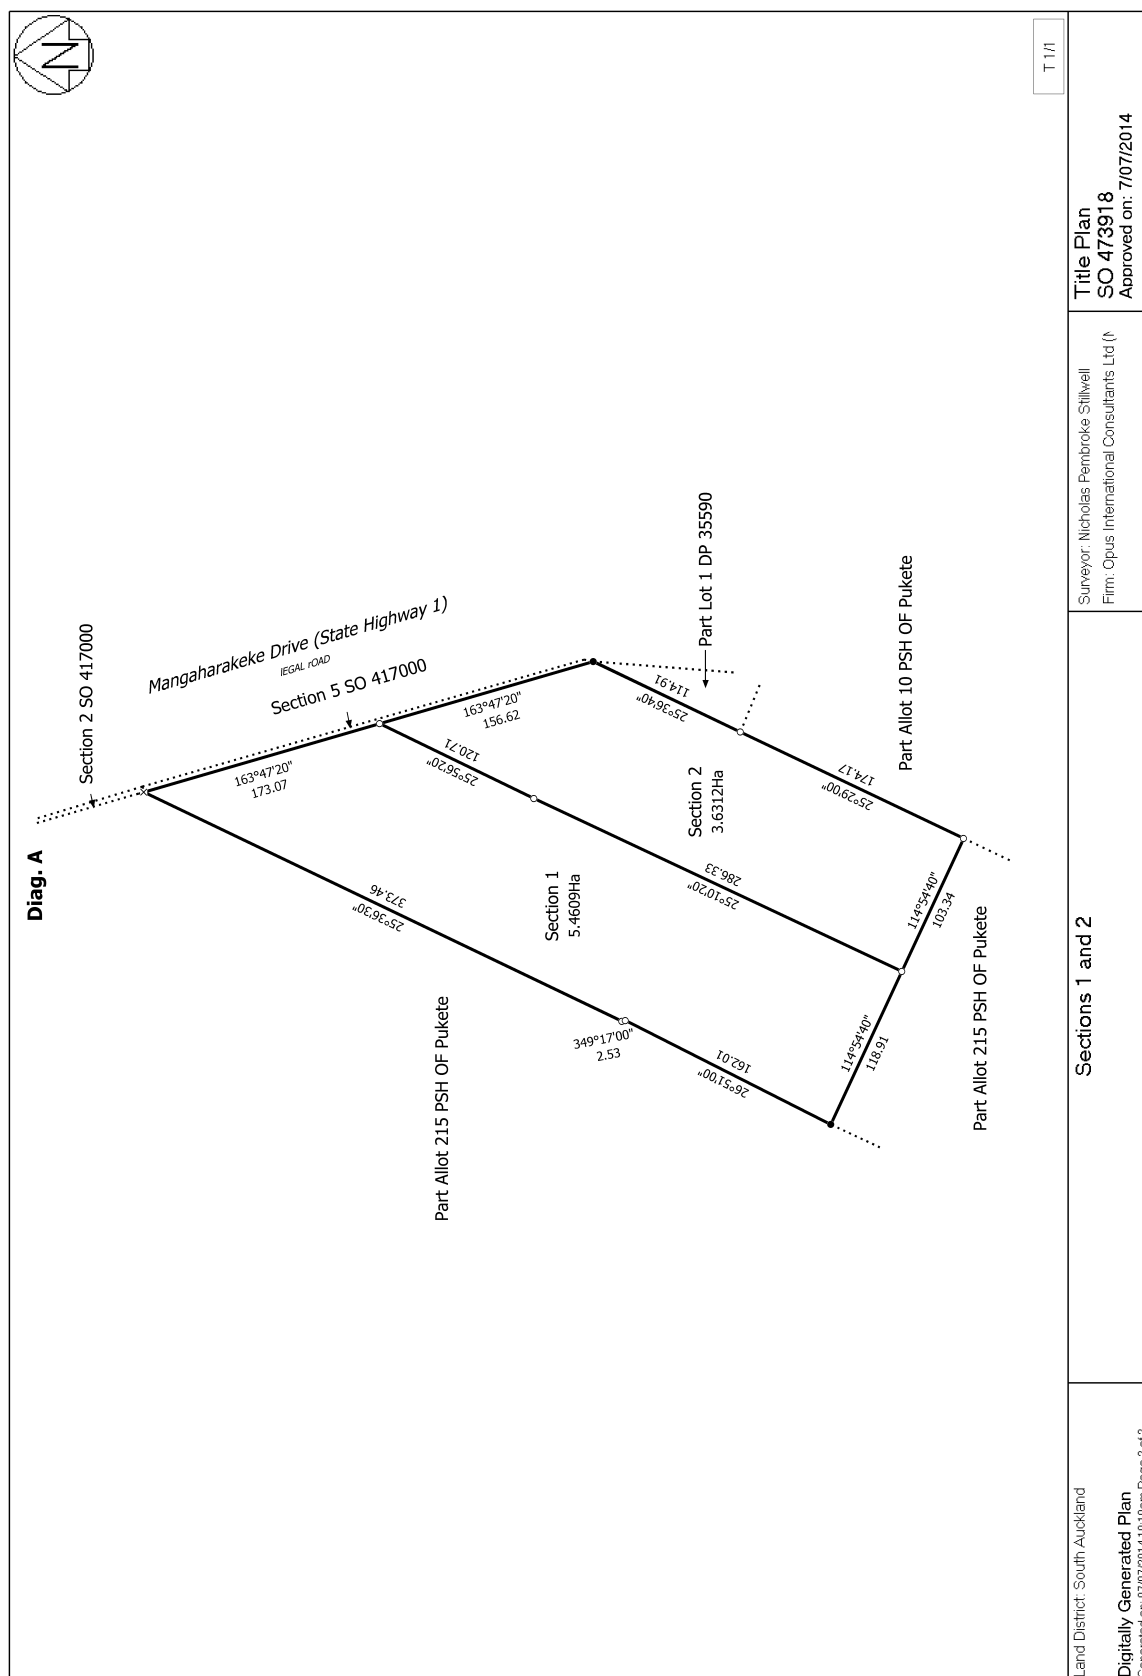 N
T 1/1
Diag. A
Section 2 SO 417000
Mangaharakeke Drive (State Highway 1)
lEGAL rOAD
Section 5 SO 417000
163°47'20"
173.07
163°47'20"
156.62
25°56'20"
120.71
25°36'40"
114.91
Part Lot 1 DP 35590
373.46
25°36'30"
Section 1
5.4609Ha
286.33
25°10'20"
Section 2
3.6312Ha
174.17
25°29'00"
Part Allot 10 PSH OF Pukete
Part Allot 215 PSH OF Pukete
349°17'00"
2.53
162.01
26°51'00"
114°54'40"
118.91
114°54'40"
103.34
Part Allot 215 PSH OF Pukete
Land District: South Auckland
Digitally Generated Plan
Sections 1 and 2
Surveyor: Nicholas Pembroke Stillwell
Firm: Opus International Consultants Ltd
Title Plan
SO 473918
Approved on: 7/07/2014